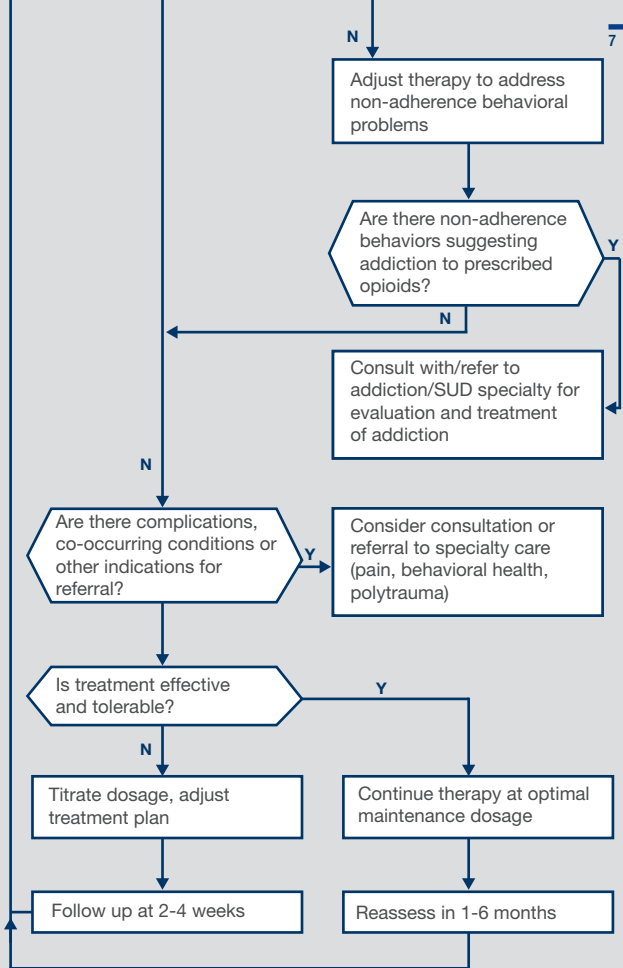 N
7
Adjust therapy to address
non-adherence behavioral
problems
Are there non-adherence
behaviors suggesting
addiction to prescribed
opioids?
Y
N
Consult with/refer to
addiction/SUD specialty for
evaluation and treatment
of addiction
N
Are there complications,
co-occurring conditions or
other indications for
referral?
Y
Consider consultation or
referral to specialty care
(pain, behavioral health,
polytrauma)
Is treatment effective
and tolerable?
Y
N
Titrate dosage, adjust
treatment plan
Continue therapy at optimal
maintenance dosage
Follow up at 2-4 weeks
Reassess in 1-6 months